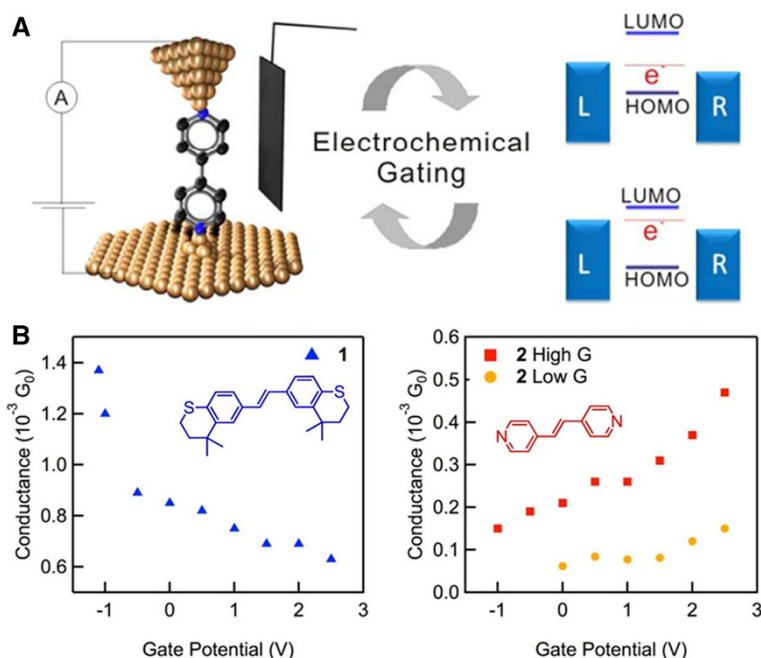 A
A
Electrochemical
Gating
LUMO
e-
HOMO
L
R
LUMO
e-
HOMO
L
R
B
Conductance (10-3 G0)
1.4
1.2
1.0
0.8
0.6
1
S
S
-1 0 1 2 3
Gate Potential (V)
Conductance (10-3 G0)
0.6
0.5
0.4
0.3
0.2
0.1
0.0
2 High G
2 Low G
N
N
-1 0 1 2 3
Gate Potential (V)